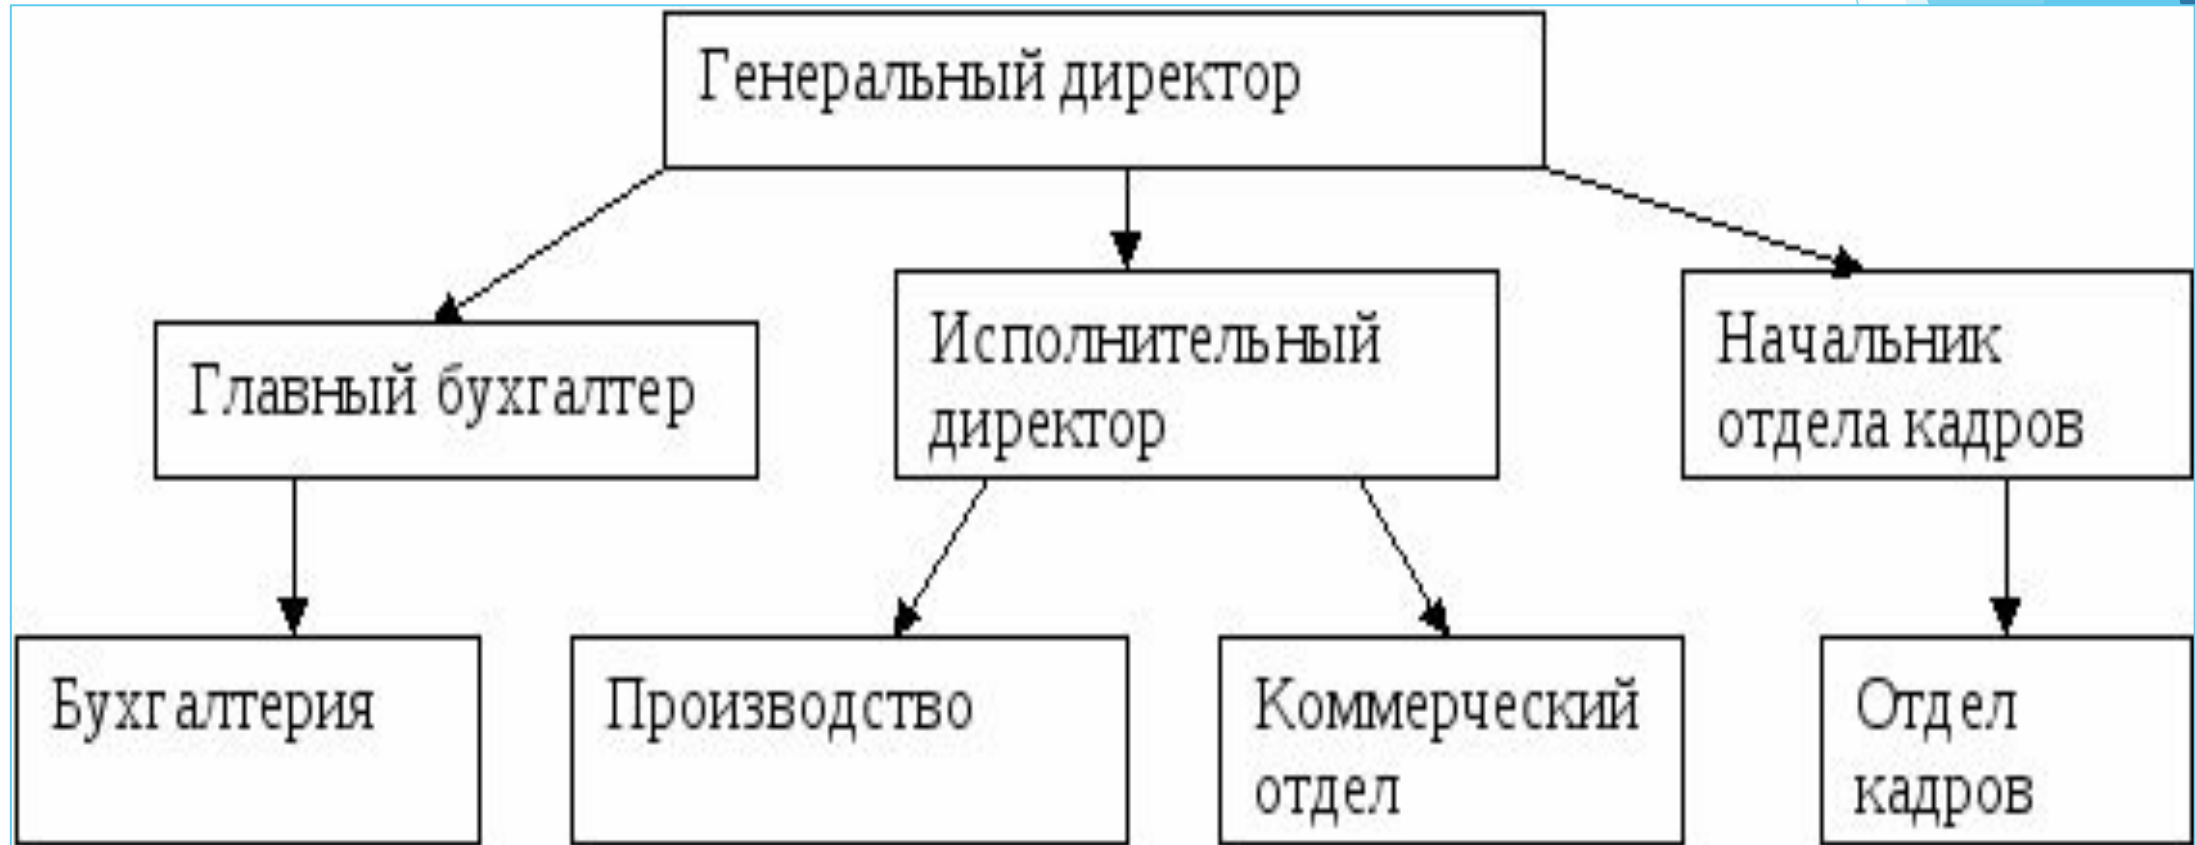 Генеральный директор
Главный бухгалтер
Исполнительный
директор
Начальник
отдела кадров
Бухгалтерия
Производство
Коммерческий
отдел
Отдел
кадров